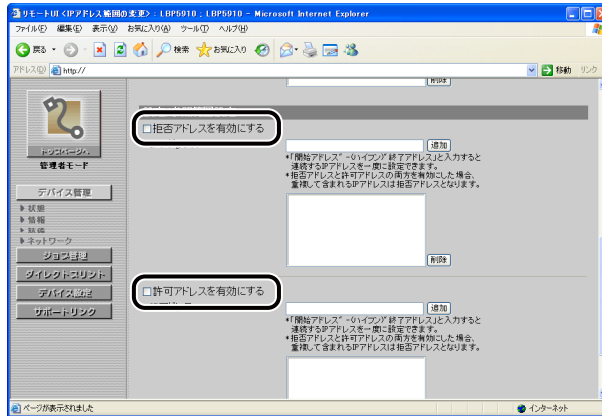 リモートUI <IPアドレス範囲の変更> : LBP5910 ; LBP5910 - Microsoft Internet Explorer
ファイル(F) 編集(E) 表示(V) お気に入り(A) ツール(T) ヘルプ(H)
戻る 検索 お気に入り
アドレス(D) http:// 移動 リンク
削除
トップページへ
管理者モード
デバイス管理
状態
情報
ネットワーク
ジョブ管理
ダイレクトプリント
デバイス設定
サポートリンク
拒否アドレスを有効にする
追加
*「開始アドレス" -(ハイフン)" 終了アドレス」と入力すると
連続するIPアドレスを一度に設定できます。
*拒否アドレスと許可アドレスの両方を有効にした場合、
重複して含まれるIPアドレスは拒否アドレスとなります。
削除
許可アドレスを有効にする
追加
*「開始アドレス" -(ハイフン)" 終了アドレス」と入力すると
連続するIPアドレスを一度に設定できます。
*拒否アドレスと許可アドレスの両方を有効にした場合、
重複して含まれるIPアドレスは拒否アドレスとなります。
ページが表示されました インターネット